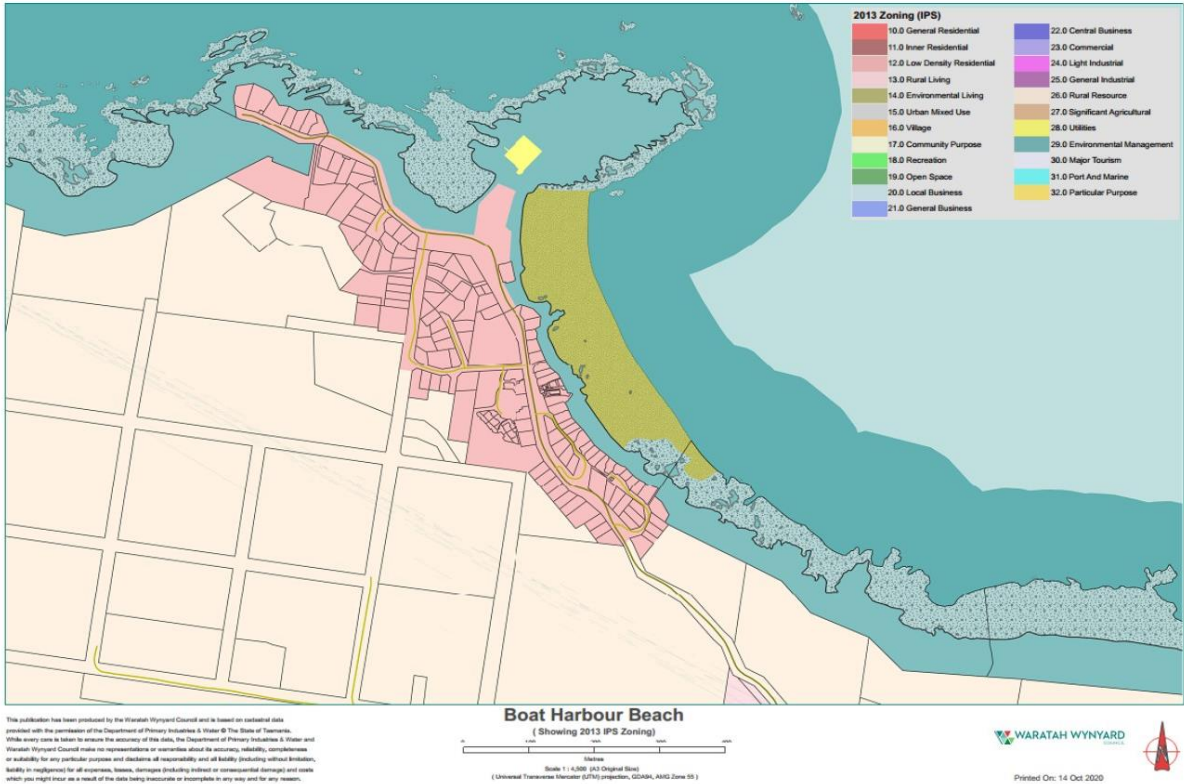 2013 Zoning (IPS)
10.0 General Residential
11.0 Inner Residential
12.0 Low Density Residential
13.0 Rural Living
14.0 Environmental Living
15.0 Urban Mixed Use
16.0 Village
17.0 Community Purpose
18.0 Recreation
19.0 Open Space
20.0 Local Business
21.0 General Business
22.0 Central Business
23.0 Commercial
24.0 Light Industrial
25.0 General Industrial
26.0 Rural Resource
27.0 Significant Agricultural
28.0 Utilities
29.0 Environmental Management
30.0 Major Tourism
31.0 Port And Marine
32.0 Particular Purpose
This publication has been produced by the Waratah Wynyard Council and is based on cadastral data
provided with the permission of the Department of Primary Industries & Water © The State of Tasmania.
While every care is taken to ensure the accuracy of this data, the Department of Primary Industries & Water and
Waratah Wynyard Council make no representations or warranties about its accuracy, reliability, completeness
or suitability for any particular purpose and disclaims all responsibility and all liability (including without limitation,
liability in negligence) for all expenses, losses, damages (including indirect or consequential damage) and costs
which you might incur as a result of the data being inaccurate or incomplete in any way and for any reason.
Boat Harbour Beach
( Showing 2013 IPS Zoning)
0 100 200 300 400
Metres
Scale 1 : 4,500 (A3 Original Size)
( Universal Transverse Mercator (UTM) projection, GDA94, AMG Zone 55 )
WARATAH WYNYARD
COUNCIL
Printed On: 14 Oct 2020